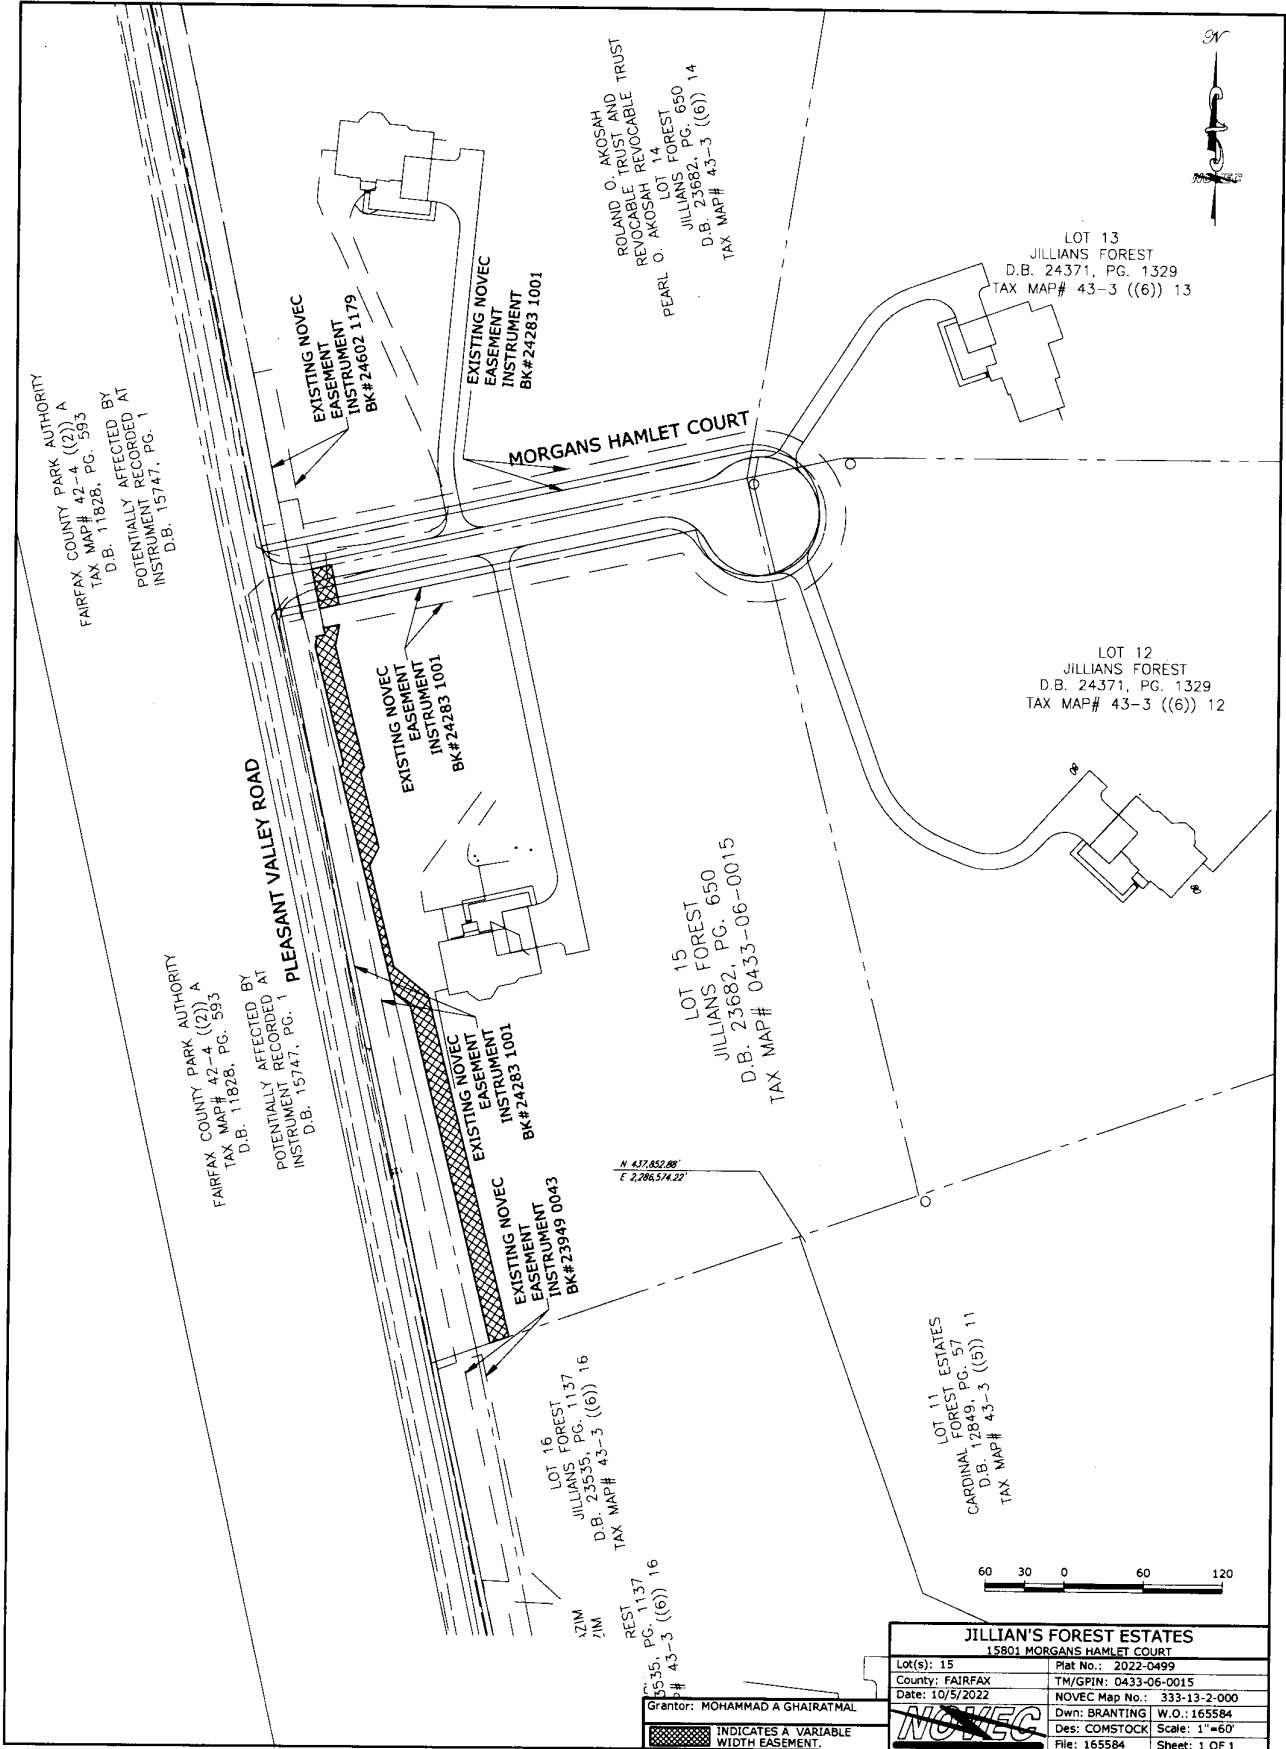 N
NOVEC
ROLAND O. AKOSAH
REVOCABLE TRUST AND
PEARL O. AKOSAH REVOCABLE TRUST
LOT 14
JILLIANS FOREST
D.B. 23682, PG. 650
TAX MAP# 43-3 ((6)) 14
LOT 13
JILLIANS FOREST
D.B. 24371, PG. 1329
TAX MAP# 43-3 ((6)) 13
EXISTING NOVEC
EASEMENT
INSTRUMENT
BK#24602 1179
EXISTING NOVEC
EASEMENT
INSTRUMENT
BK#24283 1001
MORGANS HAMLET COURT
FAIRFAX COUNTY PARK AUTHORITY
TAX MAP# 42-4 ((2)) A
D.B. 11828, PG. 593
POTENTIALLY AFFECTED BY
INSTRUMENT RECORDED AT
D.B. 15747, PG. 1
EXISTING NOVEC
EASEMENT
INSTRUMENT
BK#24283 1001
LOT 12
JILLIANS FOREST
D.B. 24371, PG. 1329
TAX MAP# 43-3 ((6)) 12
PLEASANT VALLEY ROAD
LOT 15
JILLIANS FOREST
D.B. 23682, PG. 650
TAX MAP# 0433-06-0015
FAIRFAX COUNTY PARK AUTHORITY
TAX MAP# 42-4 ((2)) A
D.B. 11828, PG. 593
POTENTIALLY AFFECTED BY
INSTRUMENT RECORDED AT
D.B. 15747, PG. 1
EXISTING NOVEC
EASEMENT
INSTRUMENT
BK#24283 1001
EXISTING NOVEC
EASEMENT
INSTRUMENT
BK#23949 0043
N 437,852.88'
E 2,286,574.22'
LOT 16
JILLIANS FOREST
D.B. 23535, PG. 1137
TAX MAP# 43-3 ((6)) 16
LOT 11
CARDINAL FOREST ESTATES
D.B. 12849, PG. 57
TAX MAP# 43-3 ((5)) 11
REST
3535, PG. 1137
# 43-3 ((6)) 16
60 30 0 60 120
JILLIAN'S FOREST ESTATES
15801 MORGANS HAMLET COURT
Lot(s): 15 Plat No.: 2022-0499
County: FAIRFAX TM/GPIN: 0433-06-0015
Date: 10/5/2022 NOVEC Map No.: 333-13-2-000
NOVEC
Dwn: BRANTING W.O.: 165584
Des: COMSTOCK Scale: 1"=60'
File: 165584 Sheet: 1 OF 1
Grantor: MOHAMMAD A GHAIRATMAL
INDICATES A VARIABLE
WIDTH EASEMENT.